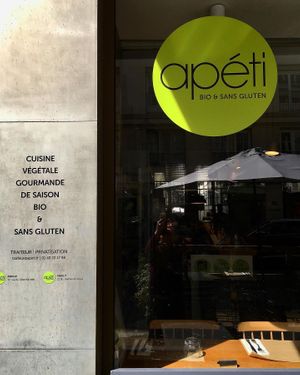 apéti
BIO & SANS GLUTEN
CUISINE
VÉGÉTALE
GOURMANDE
DE SAISON
BIO
&
SANS GLUTEN
TRAITEUR | PRIVATISATION